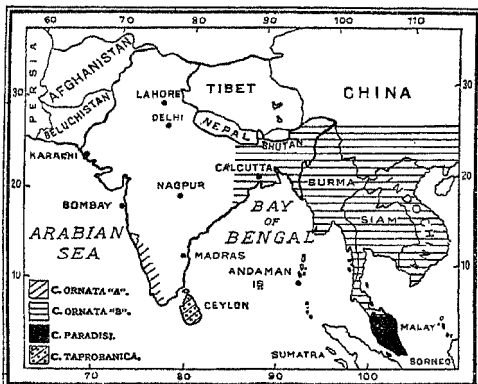 60 70 80 90 100 110
PERSIA
AFGHANISTAN
BELUCHISTAN
30
LAHORE
DELHI
TIBET
CHINA
30
NEPAL
BHUTAN
KARACHI
CALCUTTA
BURMA
INDO CHINA
20
20
NAGPUR
SIAM
BOMBAY
BAY
OF
BENGAL
ARABIAN
SEA
MADRAS
ANDAMAN
IS
10
10
C. ORNATA "A".
C. ORNATA "B".
C. PARADISI.
C. TAPROBANICA.
CEYLON
MALAY
SUMATRA
BORNEO
70 80 90 100